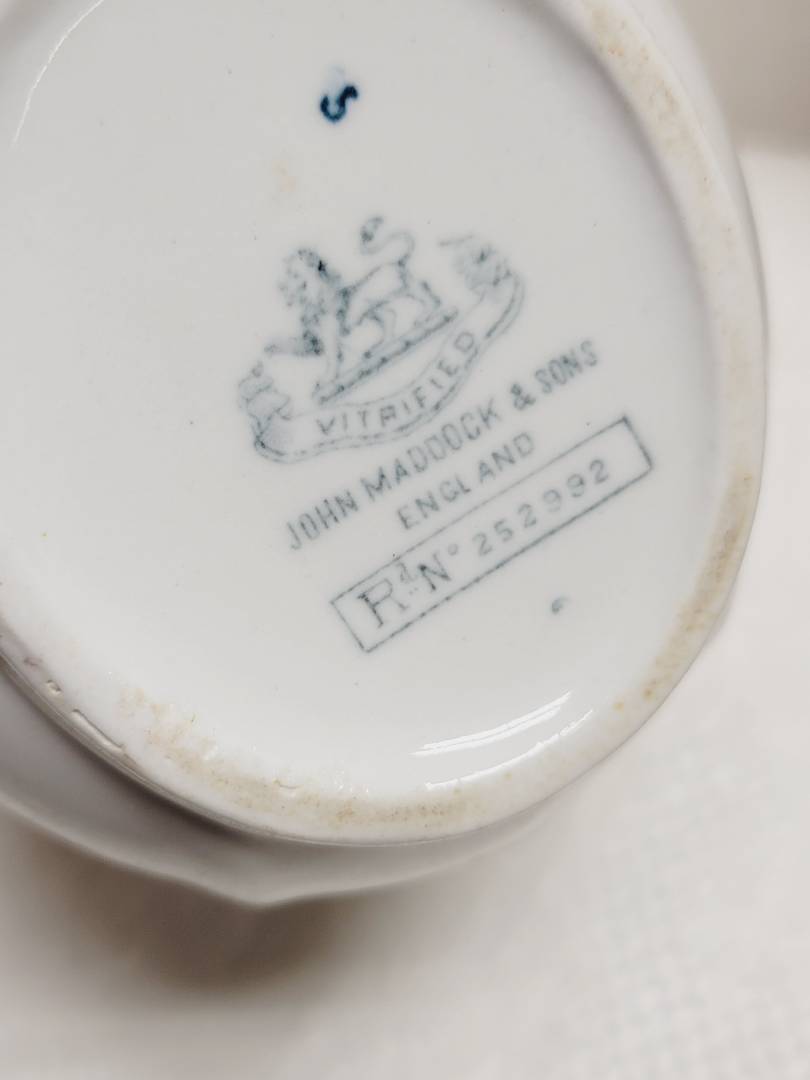 S
VITRIFIED
JOHN MADDOCK & SONS
ENGLAND
Rd. No 252992